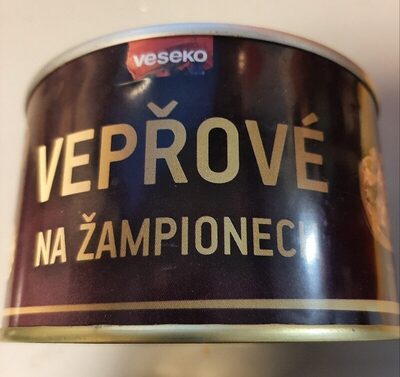 veseko
VEPŘOVÉ
NA ŽAMPIONECH